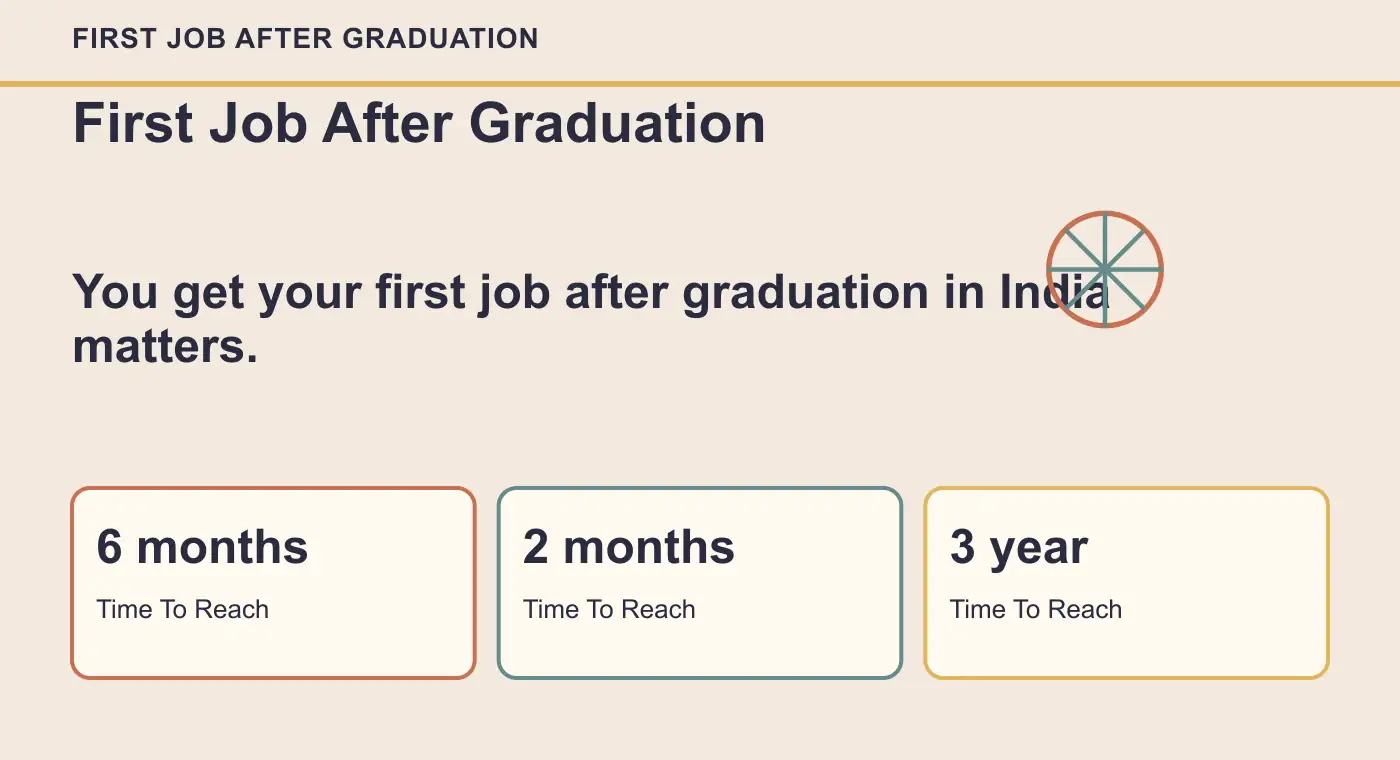 FIRST JOB AFTER GRADUATION
First Job After Graduation
You get your first job after graduation in India
matters.
6 months
Time To Reach
2 months
Time To Reach
3 year
Time To Reach